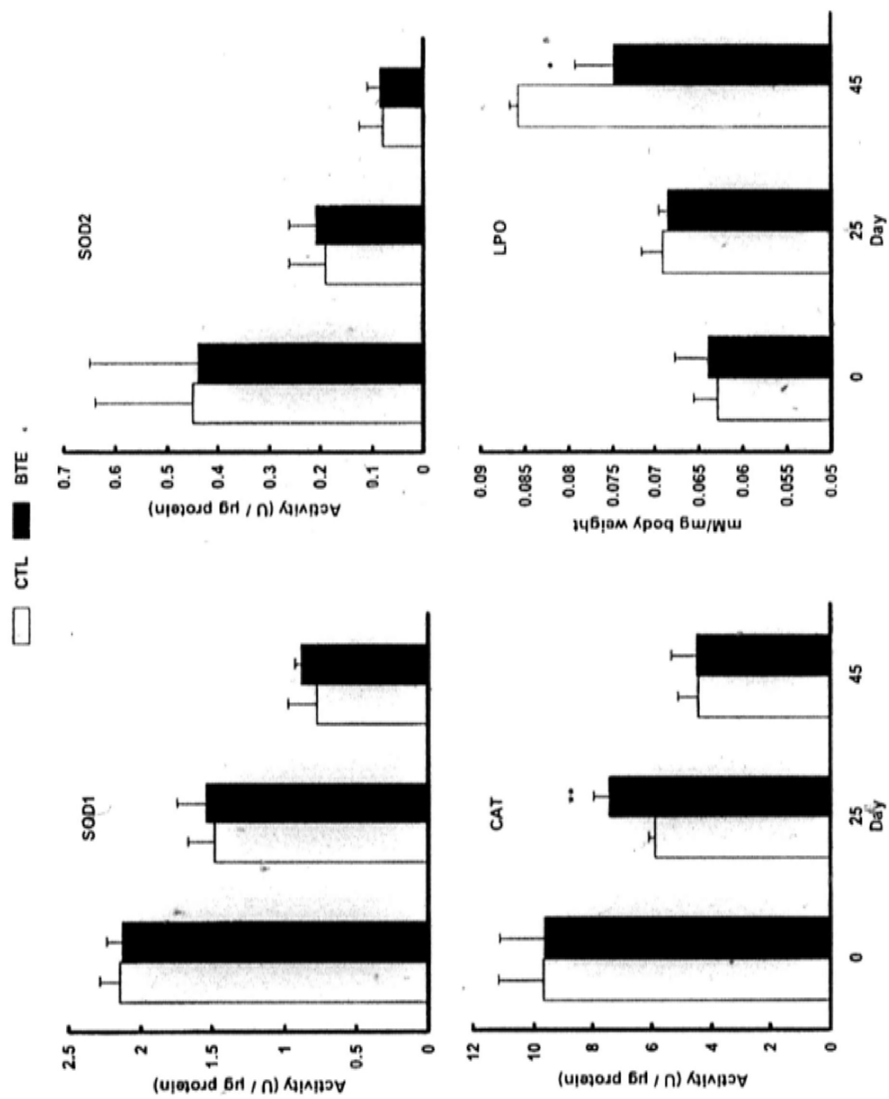 CTL BTE
SOD1
Activity (U / µg protein)
2.5
2
1.5
1
0.5
0
SOD2
Activity (U / µg protein)
0.7
0.6
0.5
0.4
0.3
0.2
0.1
0
CAT
Activity (U / µg protein)
12
10
8
6
4
2
0
**
0 25 45
Day
LPO
mM/mg body weight
0.09
0.085
0.08
0.075
0.07
0.065
0.06
0.055
0.05
*
0 25 45
Day